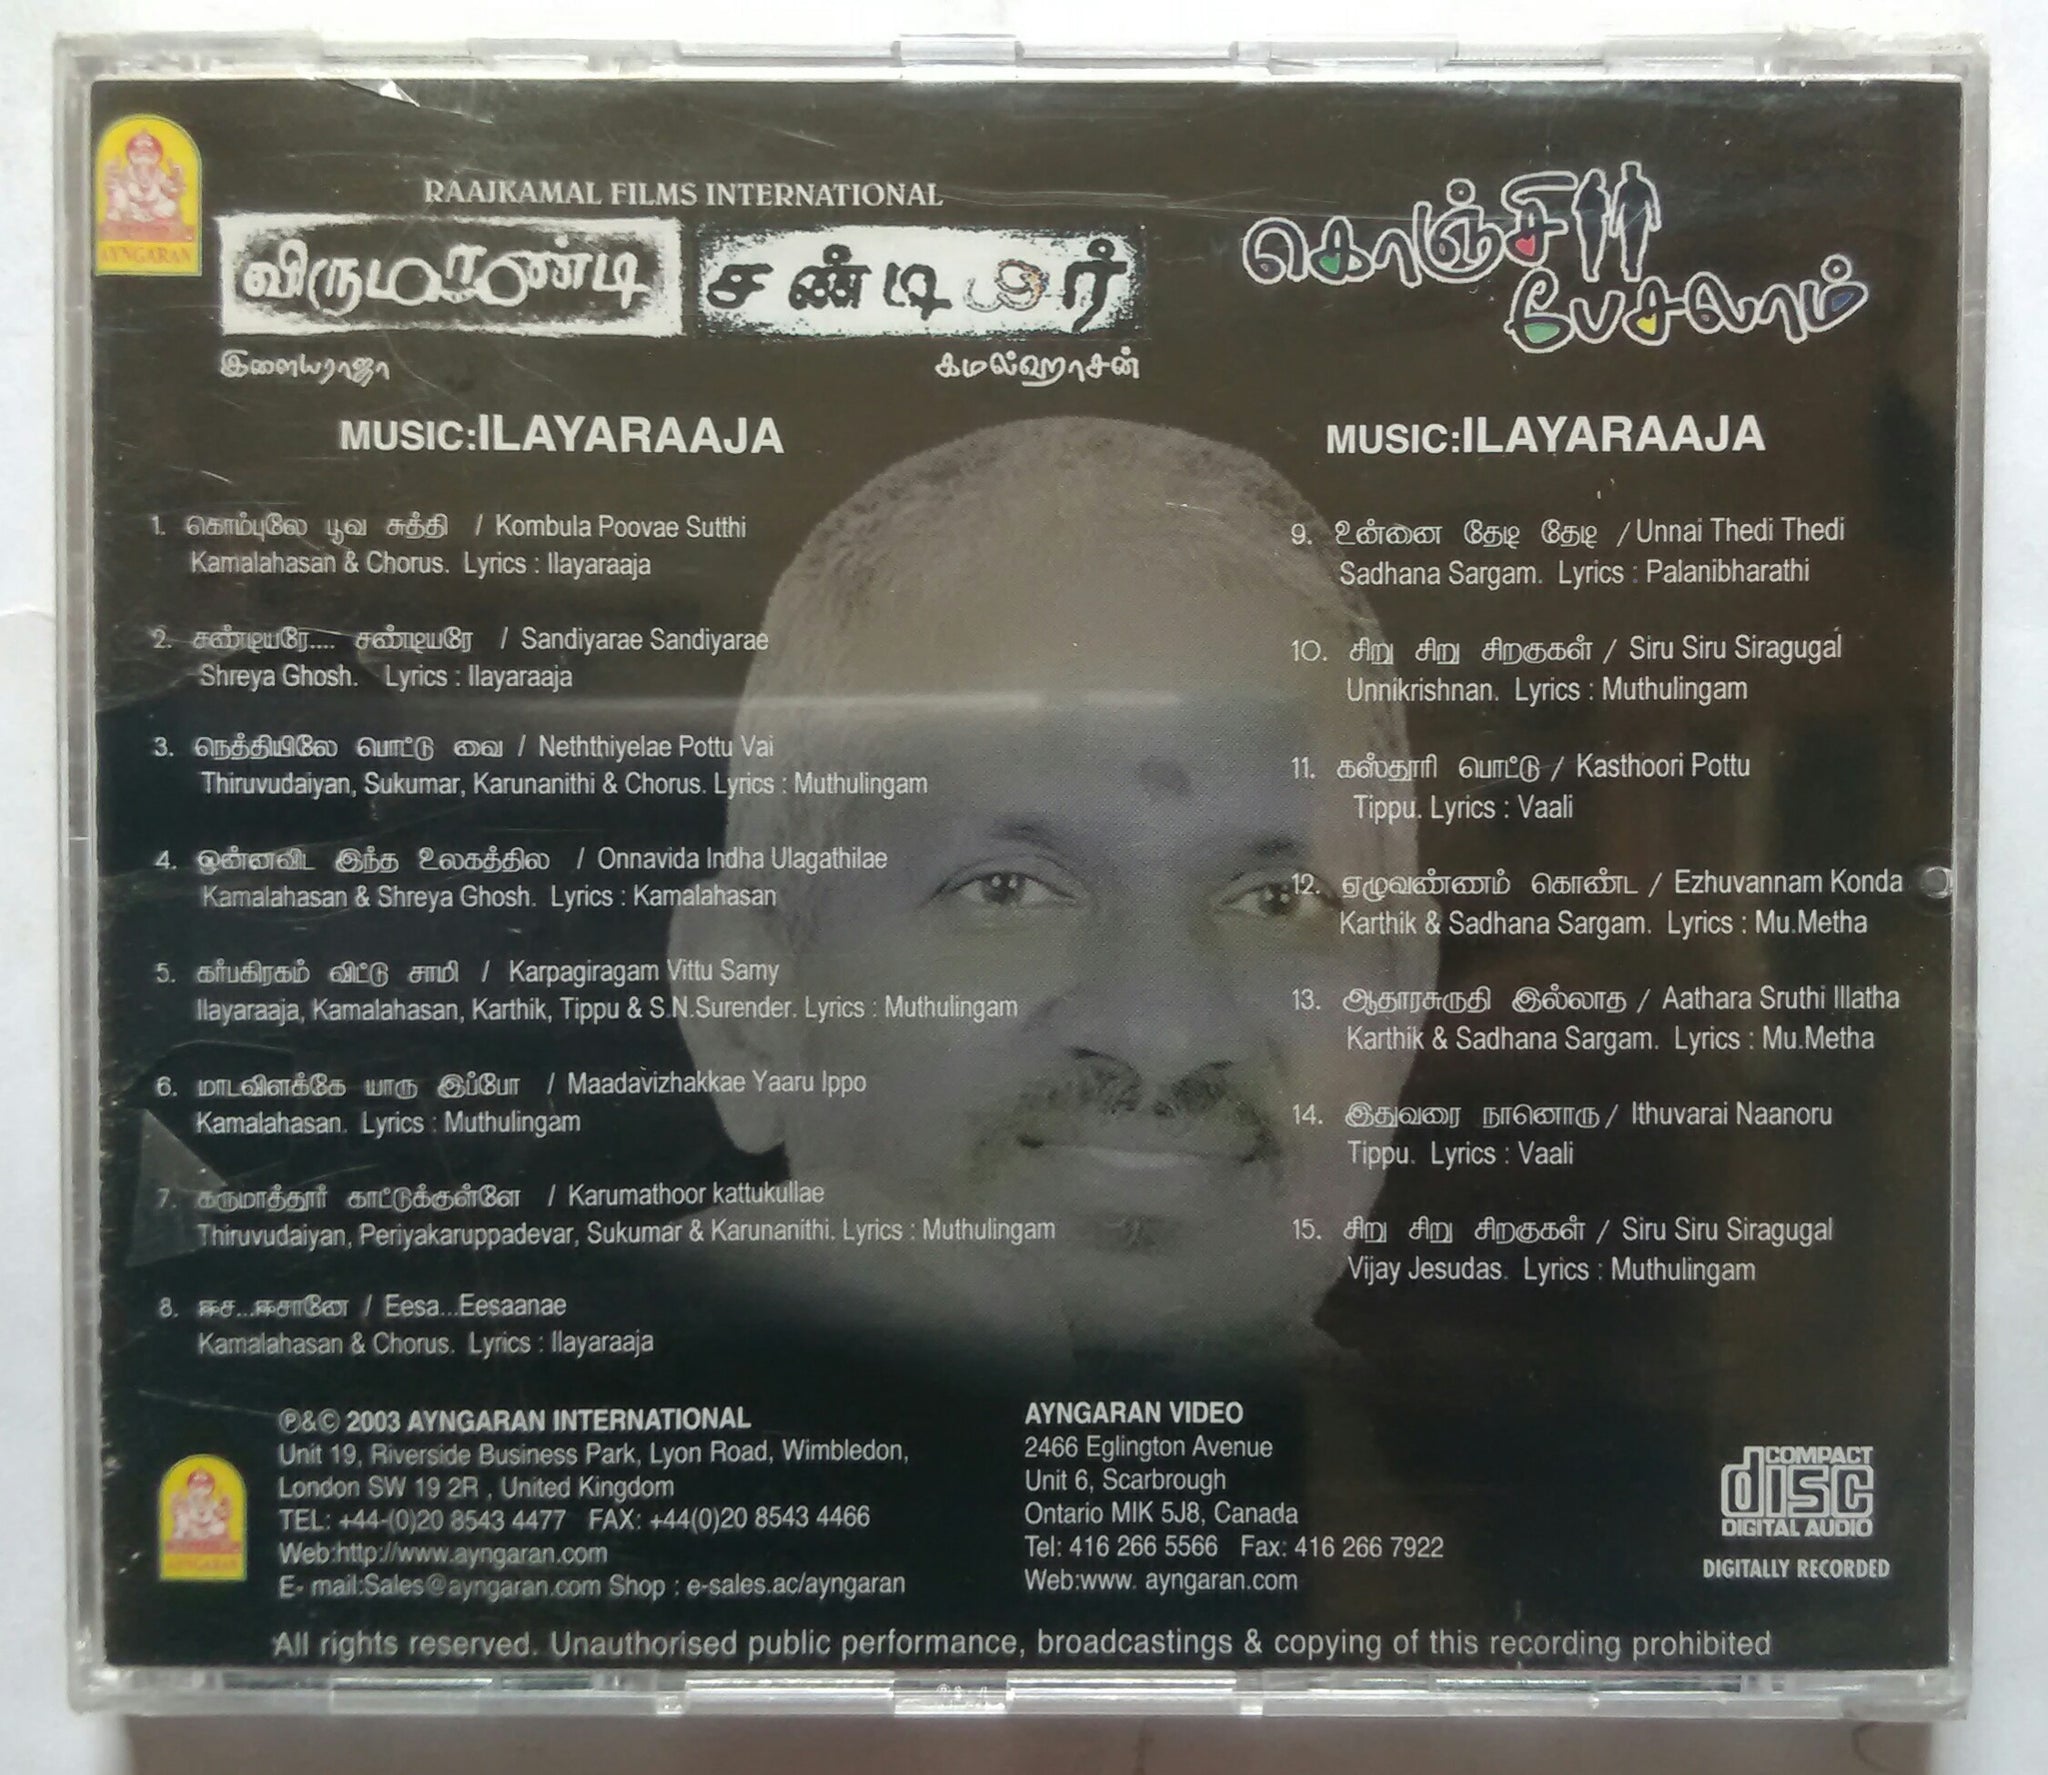 AYNGARAN
RAAJKAMAL FILMS INTERNATIONAL
விருமாண்டி
சண்டியர்
இளையராஜா
கமல்ஹாசன்
MUSIC:ILAYARAAJA
1. கொம்புலே பூவ சுத்தி / Kombula Poovae Sutthi
Kamalahasan & Chorus. Lyrics : Ilayaraaja
2. சண்டியரே.... சண்டியரே / Sandiyarae Sandiyarae
Shreya Ghosh. Lyrics : Ilayaraaja
3. நெத்தியிலே பொட்டு வை / Neththiyelae Pottu Vai
Thiruvudaiyan, Sukumar, Karunanithi & Chorus. Lyrics : Muthulingam
4. ஒன்னவிட இந்த உலகத்தில / Onnavida Indha Ulagathilae
Kamalahasan & Shreya Ghosh. Lyrics : Kamalahasan
5. கர்பகிரகம் விட்டு சாமி / Karpagiragam Vittu Samy
Ilayaraaja, Kamalahasan, Karthik, Tippu & S.N.Surender. Lyrics : Muthulingam
6. மாடவிளக்கே யாரு இப்போ / Maadavizhakkae Yaaru Ippo
Kamalahasan. Lyrics : Muthulingam
7. கருமாத்தூர் காட்டுக்குள்ளே / Karumathoor kattukullae
Thiruvudaiyan, Periyakaruppadevar, Sukumar & Karunanithi. Lyrics : Muthulingam
8. ஈச...ஈசானே / Eesa...Eesaanae
Kamalahasan & Chorus. Lyrics : Ilayaraaja
கொஞ்சி
பேசலாம்
MUSIC:ILAYARAAJA
9. உன்னை தேடி தேடி / Unnai Thedi Thedi
Sadhana Sargam. Lyrics : Palanibharathi
10. சிறு சிறு சிறகுகள் / Siru Siru Siragugal
Unnikrishnan. Lyrics : Muthulingam
11. கஸ்தூரி பொட்டு / Kasthoori Pottu
Tippu. Lyrics : Vaali
12. ஏழுவண்ணம் கொண்ட / Ezhuvannam Konda
Karthik & Sadhana Sargam. Lyrics : Mu.Metha
13. ஆதாரசுருதி இல்லாத / Aathara Sruthi Illatha
Karthik & Sadhana Sargam. Lyrics : Mu.Metha
14. இதுவரை நானொரு / Ithuvarai Naanoru
Tippu. Lyrics : Vaali
15. சிறு சிறு சிறகுகள் / Siru Siru Siragugal
Vijay Jesudas. Lyrics : Muthulingam
℗&© 2003 AYNGARAN INTERNATIONAL
Unit 19, Riverside Business Park, Lyon Road, Wimbledon,
London SW 19 2R , United Kingdom
TEL: +44-(0)20 8543 4477 FAX: +44(0)20 8543 4466
Web:http://www.ayngaran.com
E- mail:Sales@ayngaran.com Shop : e-sales.ac/ayngaran
AYNGARAN
AYNGARAN VIDEO
2466 Eglington Avenue
Unit 6, Scarbrough
Ontario MIK 5J8, Canada
Tel: 416 266 5566 Fax: 416 266 7922
Web:www. ayngaran.com
COMPACT
disc
DIGITAL AUDIO
DIGITALLY RECORDED
All rights reserved. Unauthorised public performance, broadcastings & copying of this recording prohibited